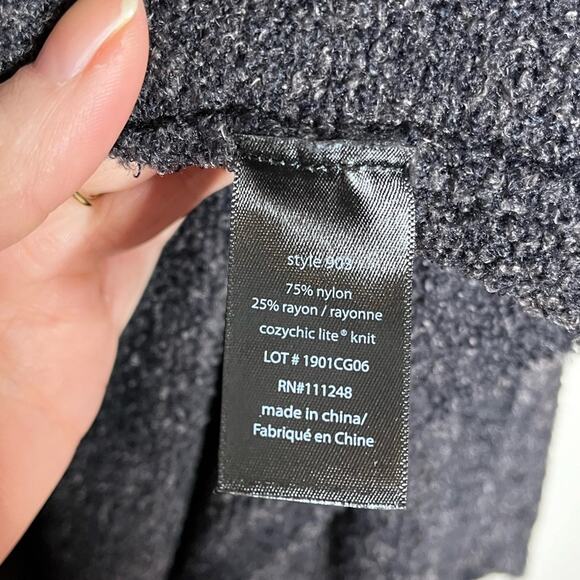 style 909
75% nylon
25% rayon / rayonne
cozychic lite® knit
LOT # 1901CG06
RN#111248
made in china/
Fabriqué en Chine